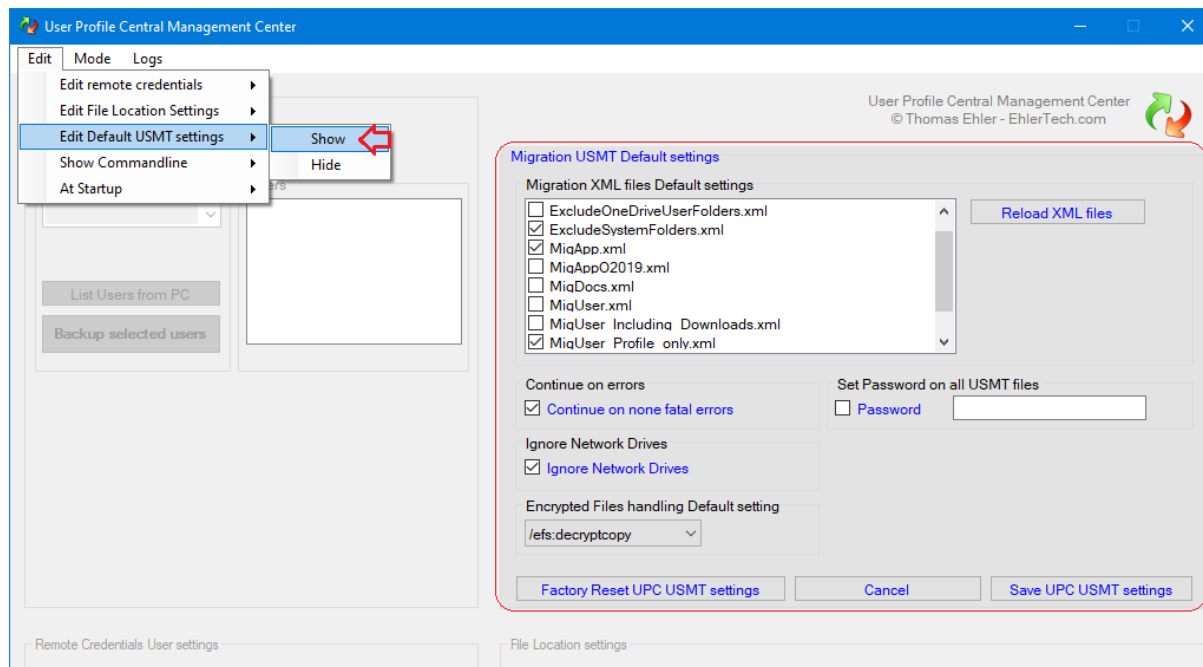 User Profile Central Management Center
Edit Mode Logs
Edit remote credentials
Edit File Location Settings
Edit Default USMT settings
Show Commandline
At Startup
Show
Hide
User Profile Central Management Center
© Thomas Ehler - EhlerTech.com
List Users from PC
Backup selected users
Migration USMT Default settings
Migration XML files Default settings
ExcludeOneDriveUserFolders.xml
ExcludeSystemFolders.xml
MigApp.xml
MigAppO2019.xml
MigDocs.xml
MigUser.xml
MigUser_Including_Downloads.xml
MigUser_Profile_only.xml
Reload XML files
Continue on errors
Continue on none fatal errors
Set Password on all USMT files
Password
Ignore Network Drives
Ignore Network Drives
Encrypted Files handling Default setting
/efs:decryptcopy
Factory Reset UPC USMT settings
Cancel
Save UPC USMT settings
Remote Credentials User settings
File Location settings